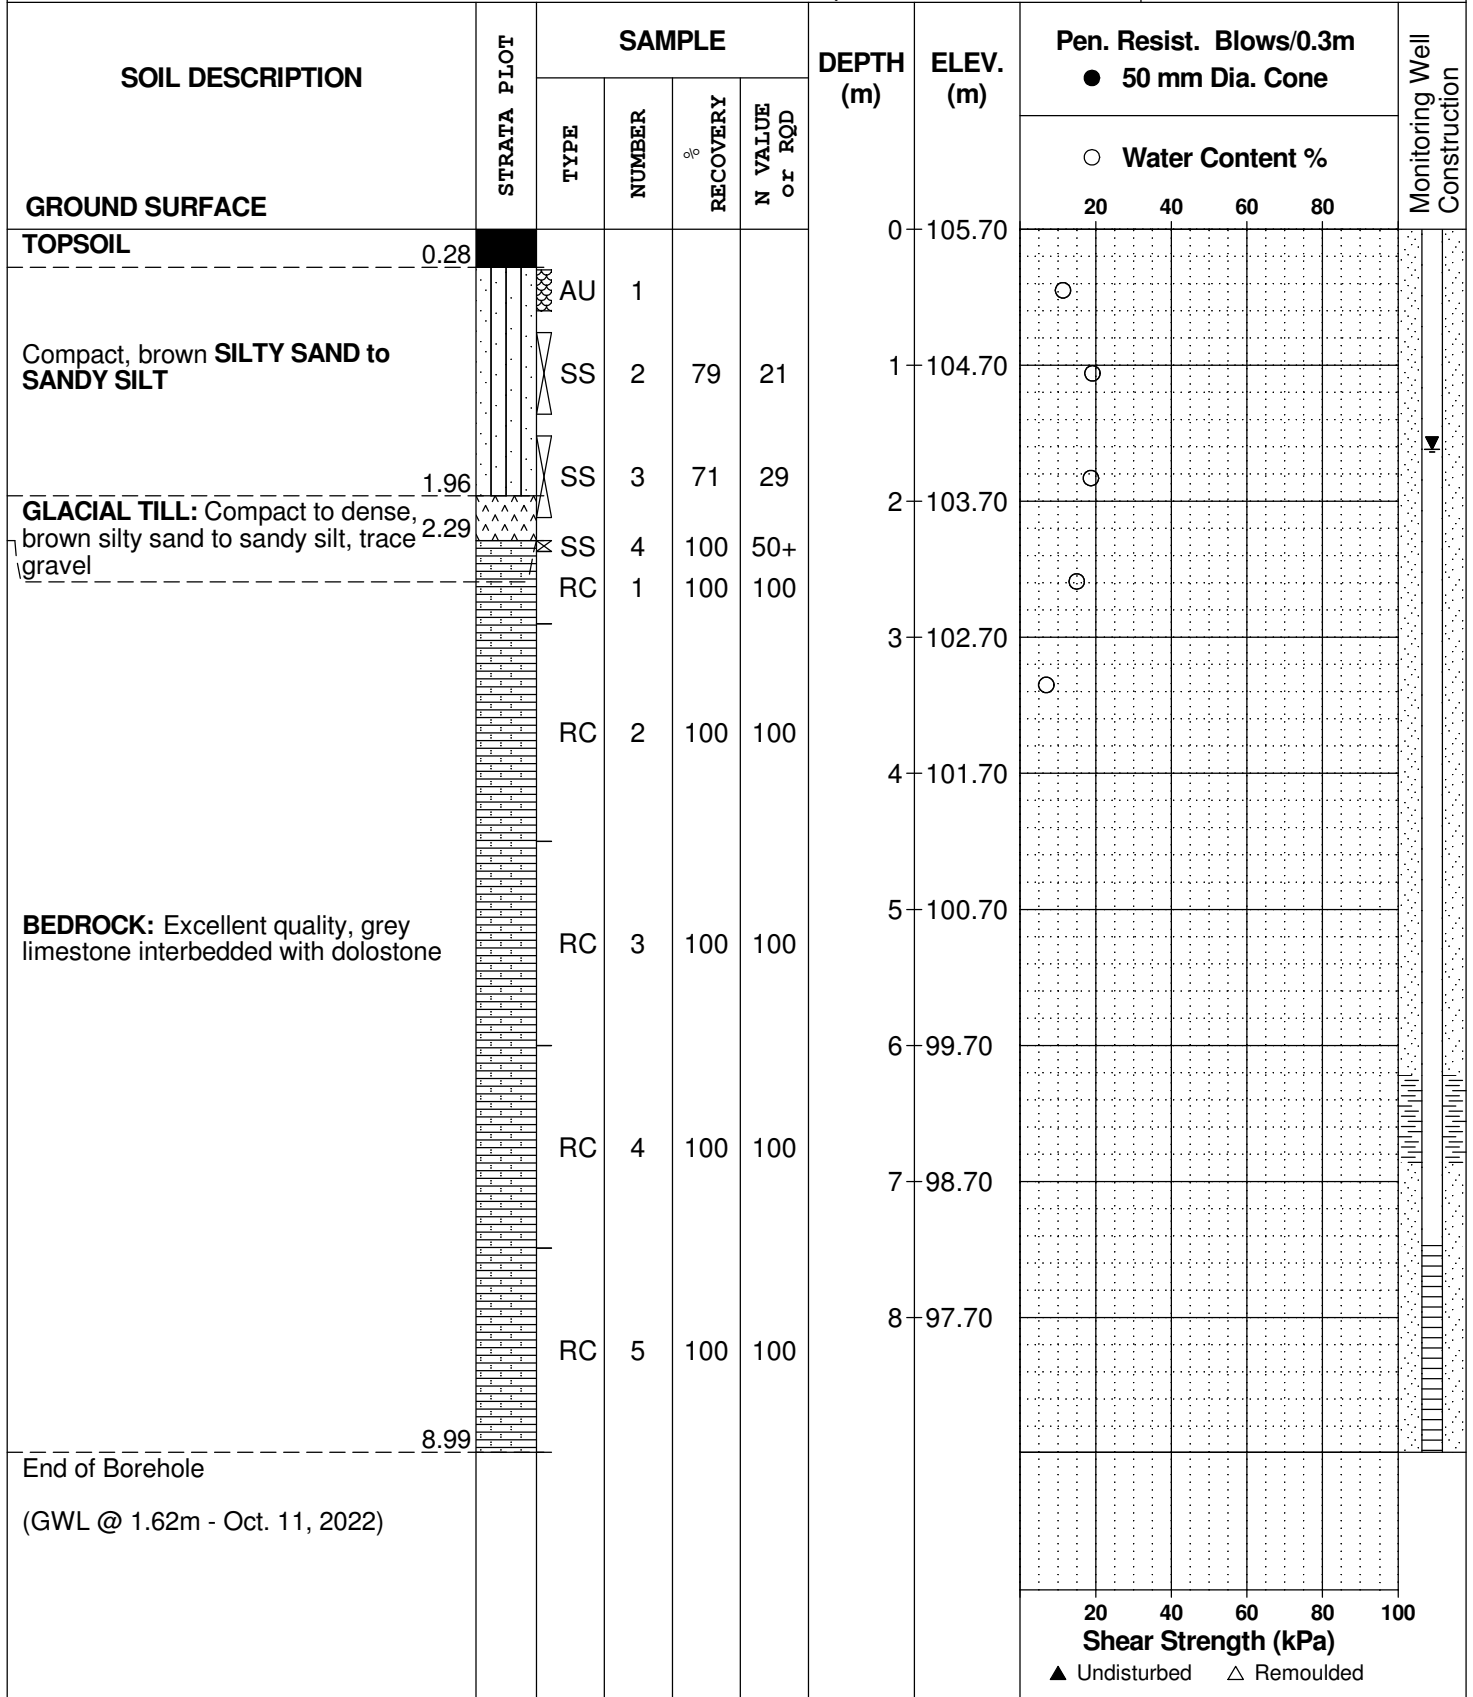 SOIL DESCRIPTION
GROUND SURFACE
STRATA PLOT
SAMPLE
TYPE
NUMBER
% RECOVERY
N VALUE or RQD
DEPTH (m)
ELEV. (m)
Pen. Resist. Blows/0.3m
● 50 mm Dia. Cone
○ Water Content %
20 40 60 80
Monitoring Well Construction
0 105.70
TOPSOIL
0.28
AU 1
Compact, brown SILTY SAND to
SANDY SILT
SS 2 79 21
1 104.70
SS 3 71 29
1.96
2 103.70
GLACIAL TILL: Compact to dense,
brown silty sand to sandy silt, trace
gravel
2.29
SS 4 100 50+
RC 1 100 100
3 102.70
RC 2 100 100
4 101.70
BEDROCK: Excellent quality, grey
limestone interbedded with dolostone
5 100.70
RC 3 100 100
6 99.70
RC 4 100 100
7 98.70
8 97.70
RC 5 100 100
8.99
End of Borehole
(GWL @ 1.62m - Oct. 11, 2022)
20 40 60 80 100
Shear Strength (kPa)
▲ Undisturbed △ Remoulded